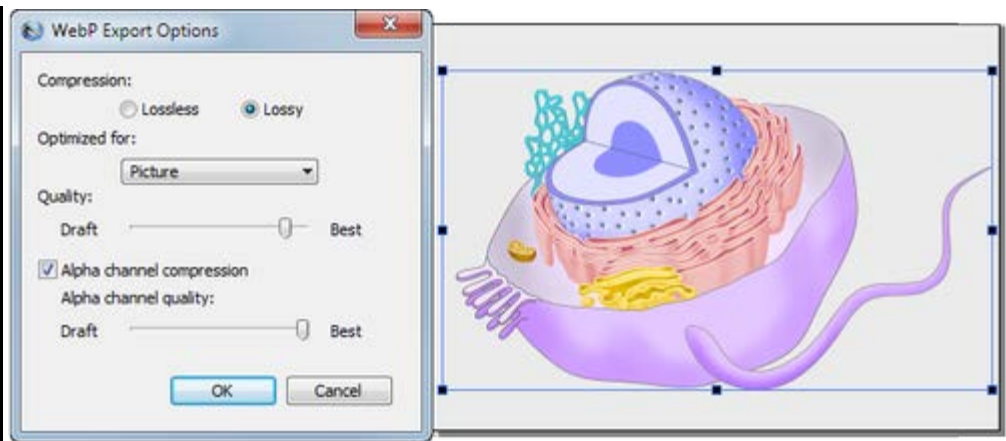 WebP Export Options
Compression:
Lossless Lossy
Optimized for:
Picture
Quality:
Draft Best
Alpha channel compression
Alpha channel quality:
Draft Best
OK Cancel